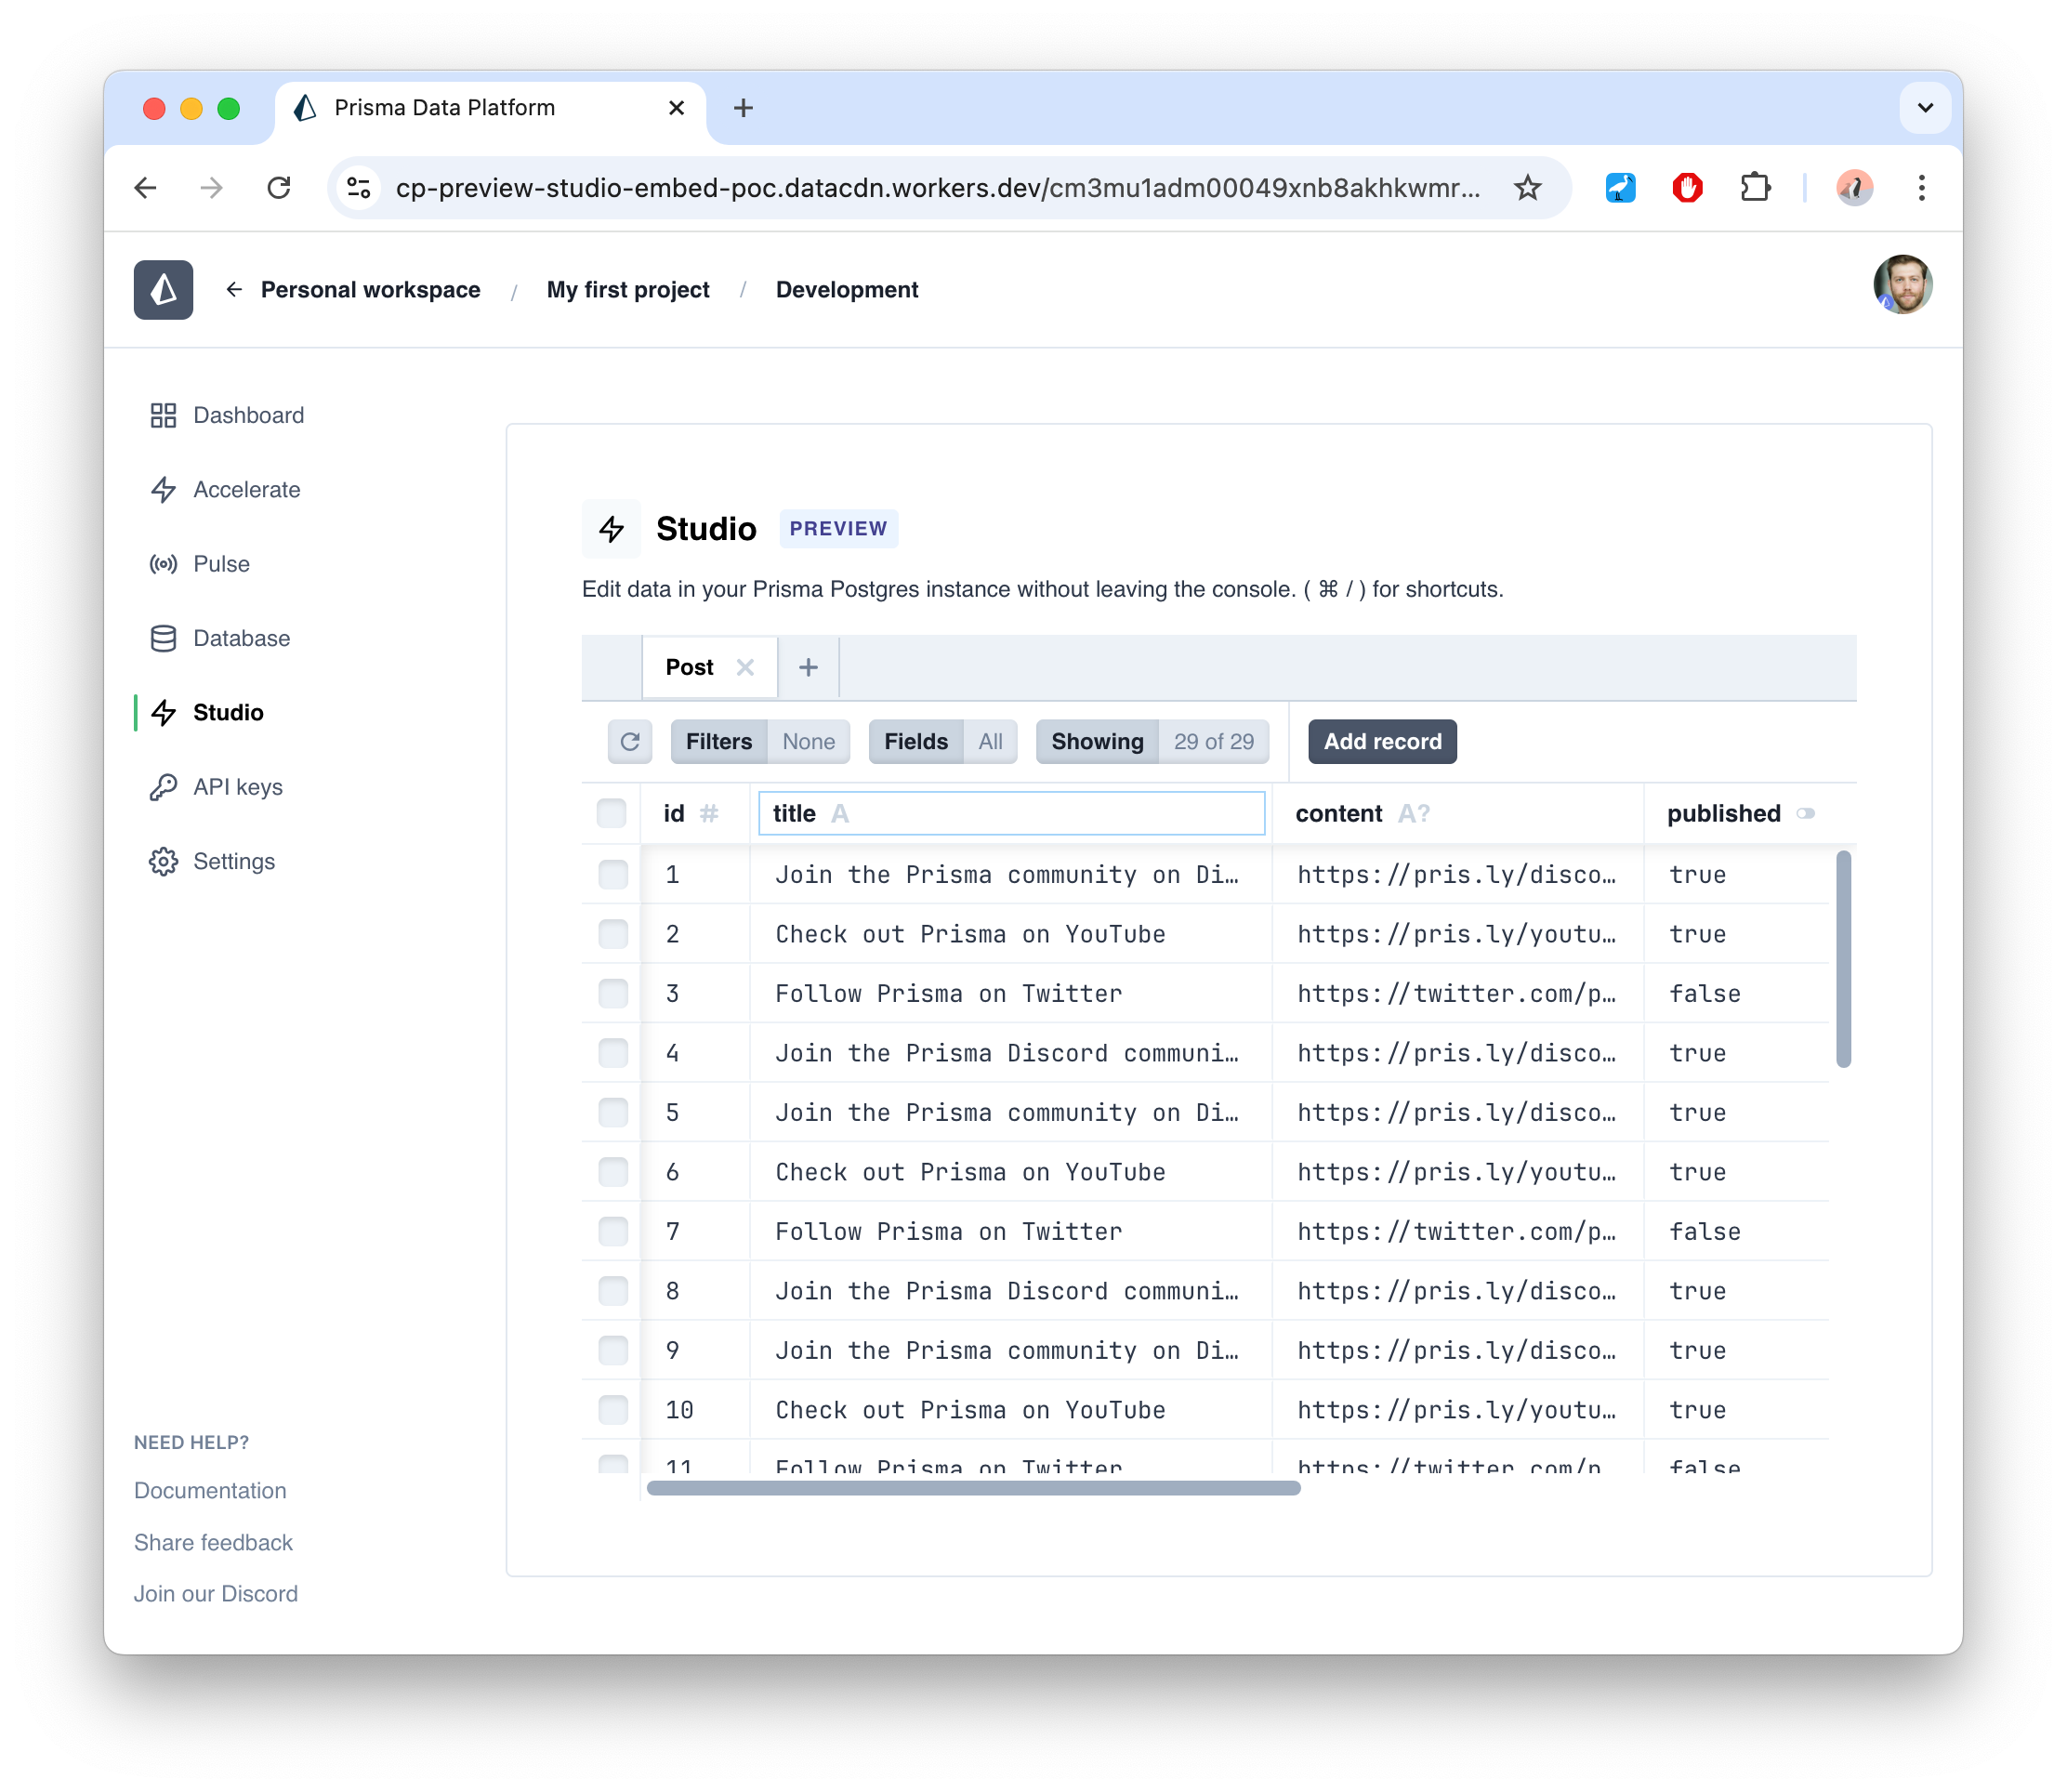 Prisma Data Platform
cp-preview-studio-embed-poc.datacdn.workers.dev/cm3mu1adm00049xnb8akhkwmr...
Personal workspace / My first project / Development
Dashboard
Accelerate
Pulse
Database
Studio
API keys
Settings
NEED HELP?
Documentation
Share feedback
Join our Discord
Studio PREVIEW
Edit data in your Prisma Postgres instance without leaving the console. ( ⌘ / ) for shortcuts.
Post
Filters None Fields All Showing 29 of 29 Add record
id # title A content A? published
1 Join the Prisma community on Di… https://pris.ly/disco… true
2 Check out Prisma on YouTube https://pris.ly/youtu… true
3 Follow Prisma on Twitter https://twitter.com/p… false
4 Join the Prisma Discord communi… https://pris.ly/disco… true
5 Join the Prisma community on Di… https://pris.ly/disco… true
6 Check out Prisma on YouTube https://pris.ly/youtu… true
7 Follow Prisma on Twitter https://twitter.com/p… false
8 Join the Prisma Discord communi… https://pris.ly/disco… true
9 Join the Prisma community on Di… https://pris.ly/disco… true
10 Check out Prisma on YouTube https://pris.ly/youtu… true
11 Follow Prisma on Twitter https://twitter.com/p… false